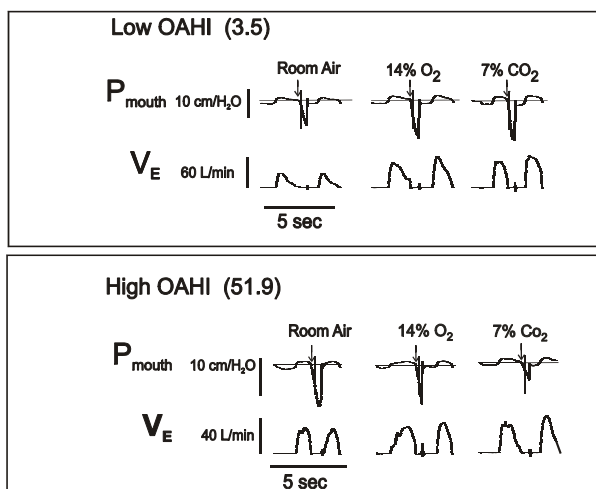 Low OAHI (3.5)
Room Air 14% O2 7% CO2
Pmouth 10 cm/H2O
VE 60 L/min
5 sec
High OAHI (51.9)
Room Air 14% O2 7% Co2
Pmouth 10 cm/H2O
VE 40 L/min
5 sec